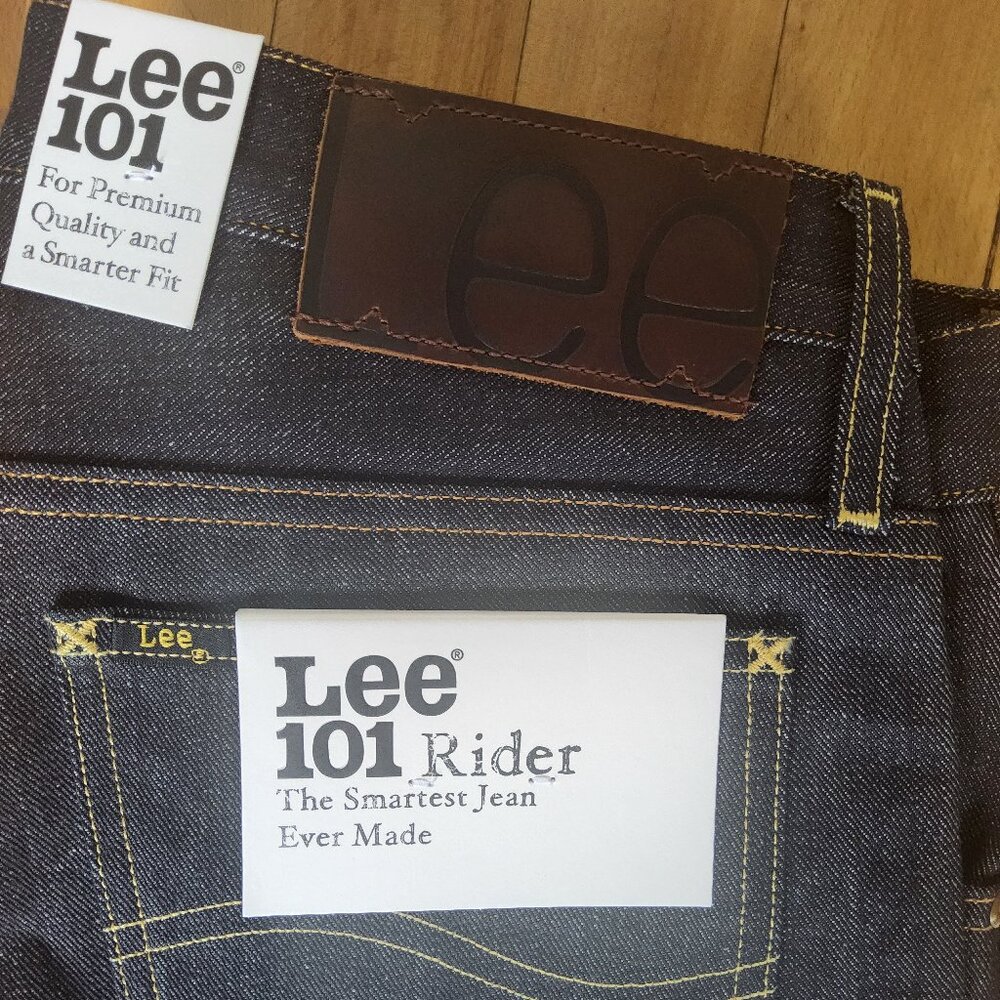 Lee®
101
For Premium
Quality and
a Smarter Fit
Lee
Lee
Lee®
101 Rider
The Smartest Jean
Ever Made